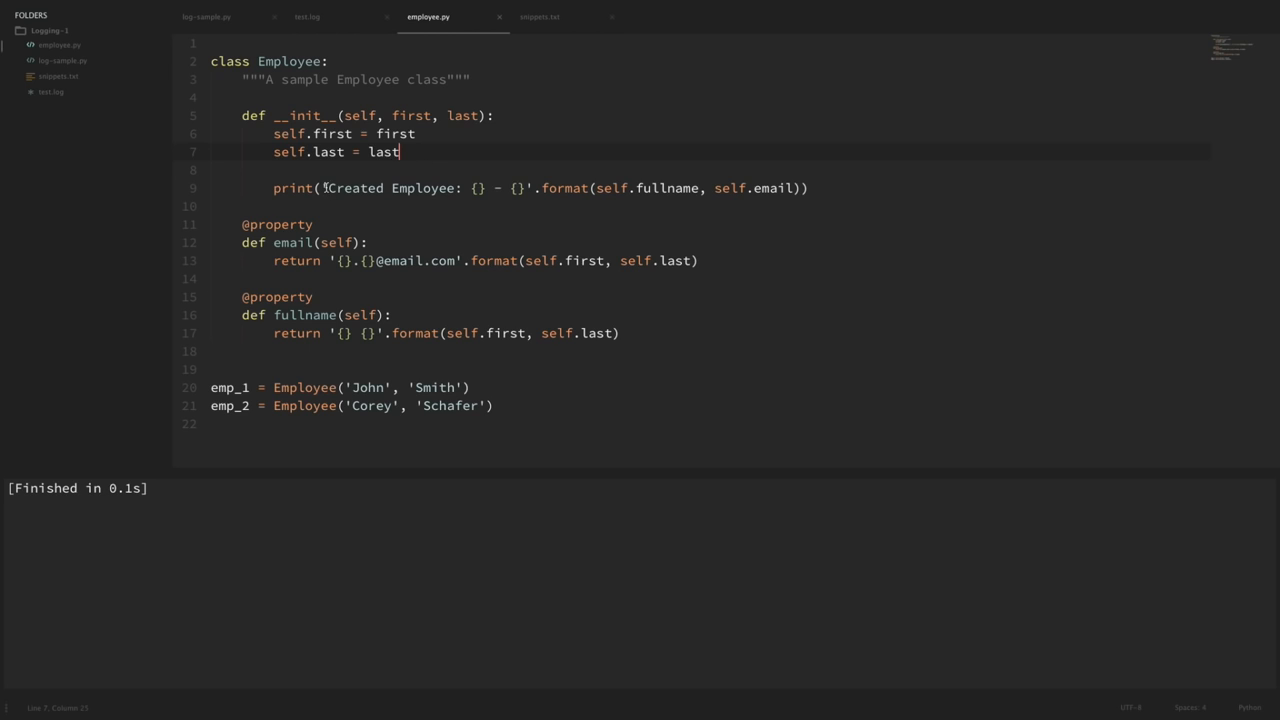 FOLDERS
Logging-1
employee.py
log-sample.py
snippets.txt
test.log
log-sample.py × test.log × employee.py × snippets.txt ×
1
2 class Employee:
3 """A sample Employee class"""
4
5 def __init__(self, first, last):
6 self.first = first
7 self.last = last
8
9 print('Created Employee: {} - {}'.format(self.fullname, self.email))
10
11 @property
12 def email(self):
13 return '{}.{}@email.com'.format(self.first, self.last)
14
15 @property
16 def fullname(self):
17 return '{} {}'.format(self.first, self.last)
18
19
20 emp_1 = Employee('John', 'Smith')
21 emp_2 = Employee('Corey', 'Schafer')
22
[Finished in 0.1s]
Line 7, Column 25
UTF-8 Spaces: 4 Python